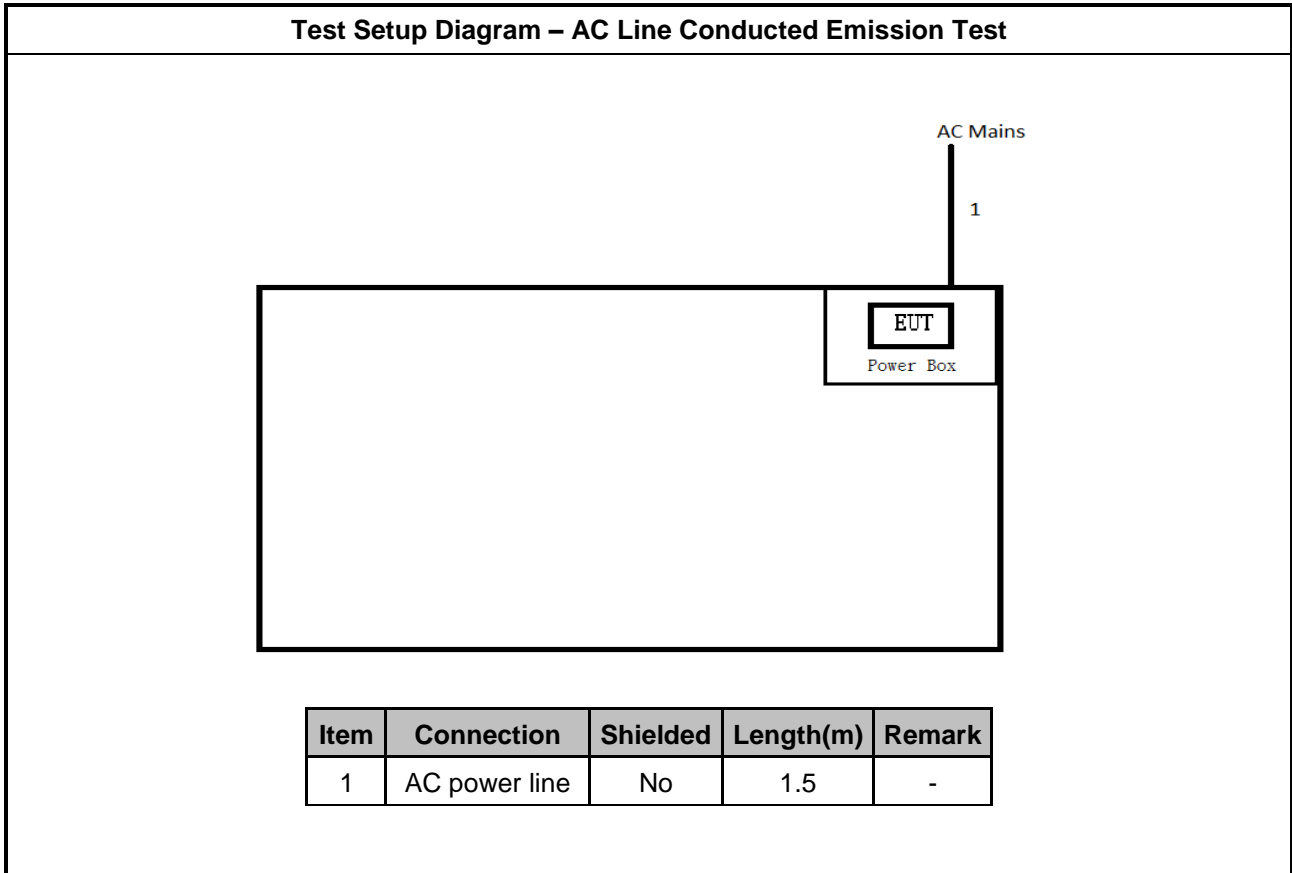 Test Setup Diagram – AC Line Conducted Emission Test
AC Mains
1
EUT
Power Box
Item Connection Shielded Length(m) Remark
1 AC power line No 1.5 -